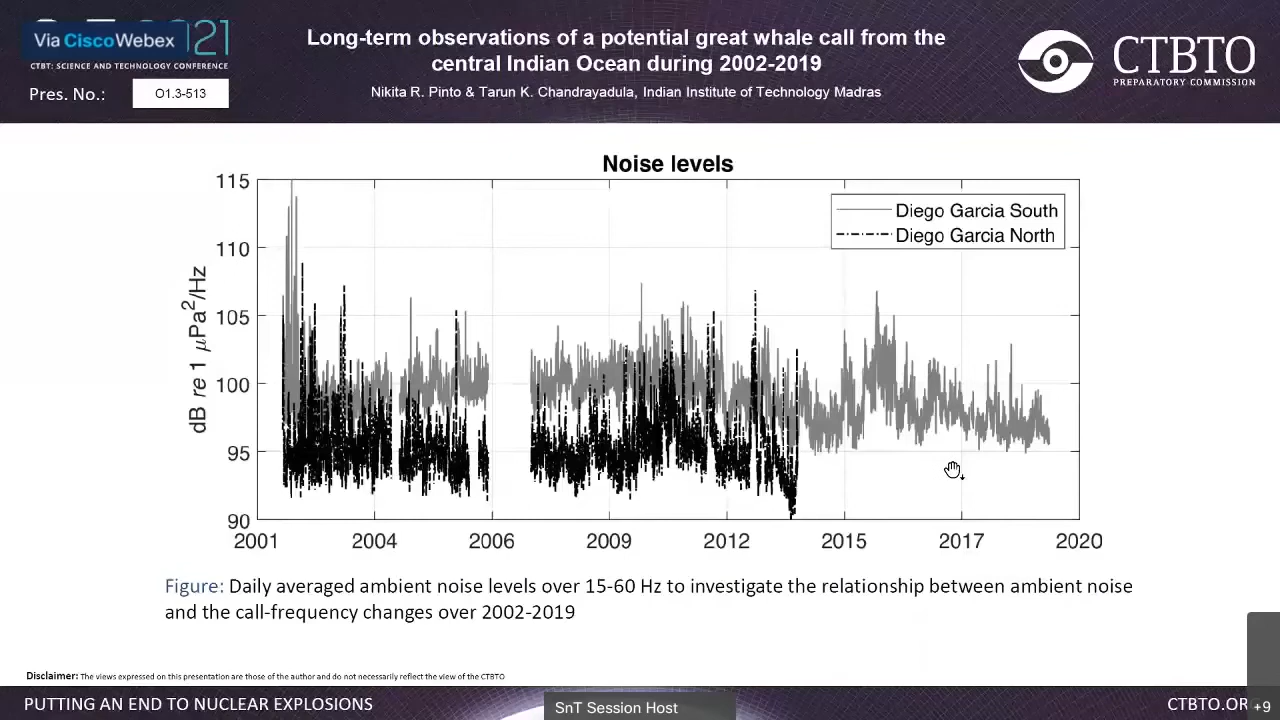 Via Cisco Webex
21
CTBT: SCIENCE AND TECHNOLOGY CONFERENCE
Pres. No.:
O1.3-513
Long-term observations of a potential great whale call from the
central Indian Ocean during 2002-2019
Nikita R. Pinto & Tarun K. Chandrayadula, Indian Institute of Technology Madras
CTBTO
PREPARATORY COMMISSION
Noise levels
115
110
105
100
95
90
dB re 1 μPa²/Hz
Diego Garcia South
Diego Garcia North
2001
2004
2006
2009
2012
2015
2017
2020
Figure: Daily averaged ambient noise levels over 15-60 Hz to investigate the relationship between ambient noise
and the call-frequency changes over 2002-2019
Disclaimer: The views expressed on this presentation are those of the author and do not necessarily reflect the view of the CTBTO
PUTTING AN END TO NUCLEAR EXPLOSIONS
SnT Session Host
CTBTO.OR
+9